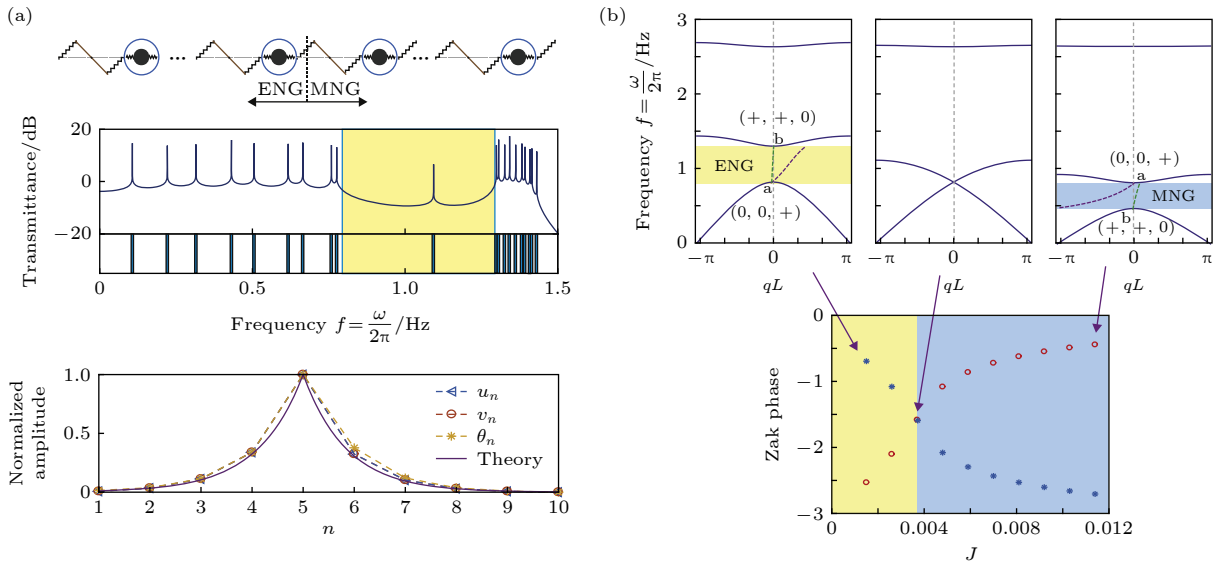 (a)
... ...
ENG MNG
Transmittance/dB
20
0
−20
0 0.5 1.0 1.5
Frequency f = ω/2π /Hz
Normalized
amplitude
1.0
0.5
0
u_n
v_n
θ_n
Theory
1 2 3 4 5 6 7 8 9 10
n
(b)
Frequency f = ω/2π /Hz
3
2
1
0
(+, +, 0)
b
ENG
a
(0, 0, +)
−π 0 π
qL
−π 0 π
qL
(0, 0, +)
a
MNG
b
(+, +, 0)
−π 0 π
qL
Zak phase
0
−1
−2
−3
0 0.004 0.008 0.012
J